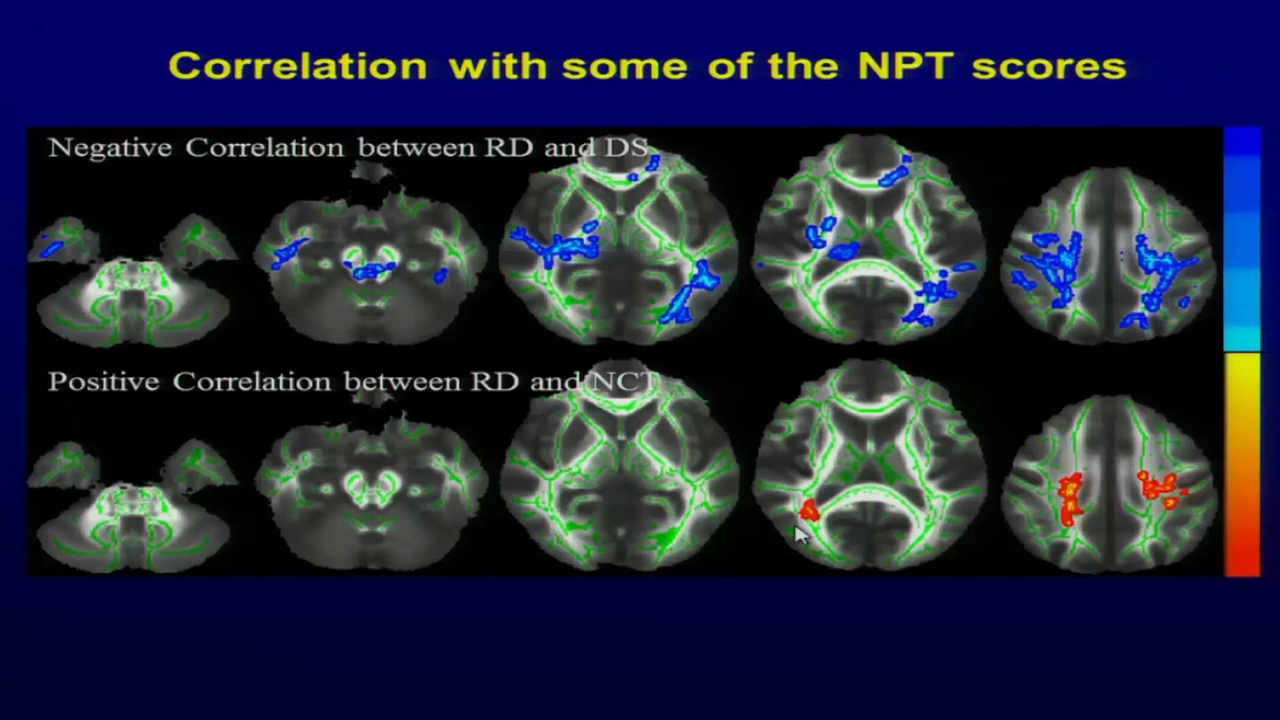 Correlation with some of the NPT scores
Negative Correlation between RD and DS
Positive Correlation between RD and NCT